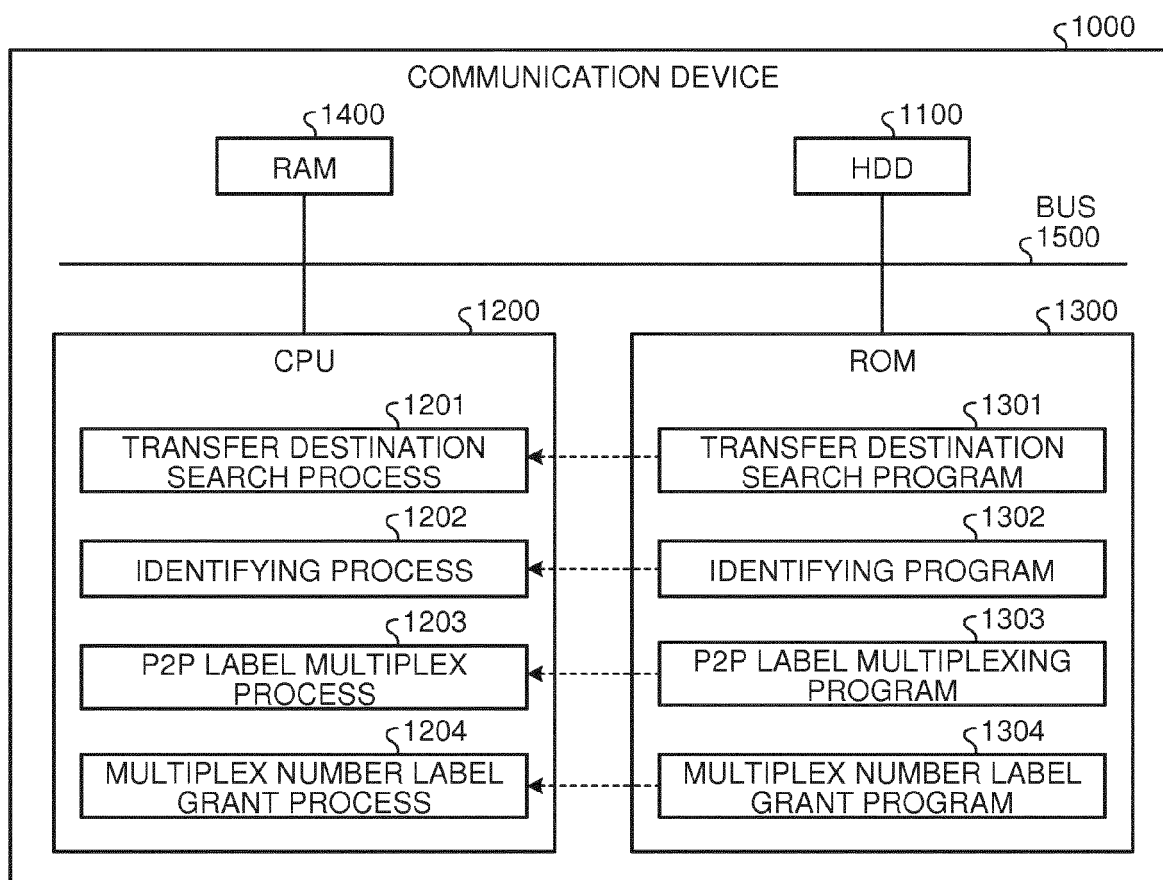 1000
COMMUNICATION DEVICE
1400
1100
RAM
HDD
BUS
1500
1200
1300
CPU
ROM
1201
1301
TRANSFER DESTINATION
SEARCH PROCESS
TRANSFER DESTINATION
SEARCH PROGRAM
1202
1302
IDENTIFYING PROCESS
IDENTIFYING PROGRAM
1203
1303
P2P LABEL MULTIPLEX
PROCESS
P2P LABEL MULTIPLEXING
PROGRAM
1204
1304
MULTIPLEX NUMBER LABEL
GRANT PROCESS
MULTIPLEX NUMBER LABEL
GRANT PROGRAM